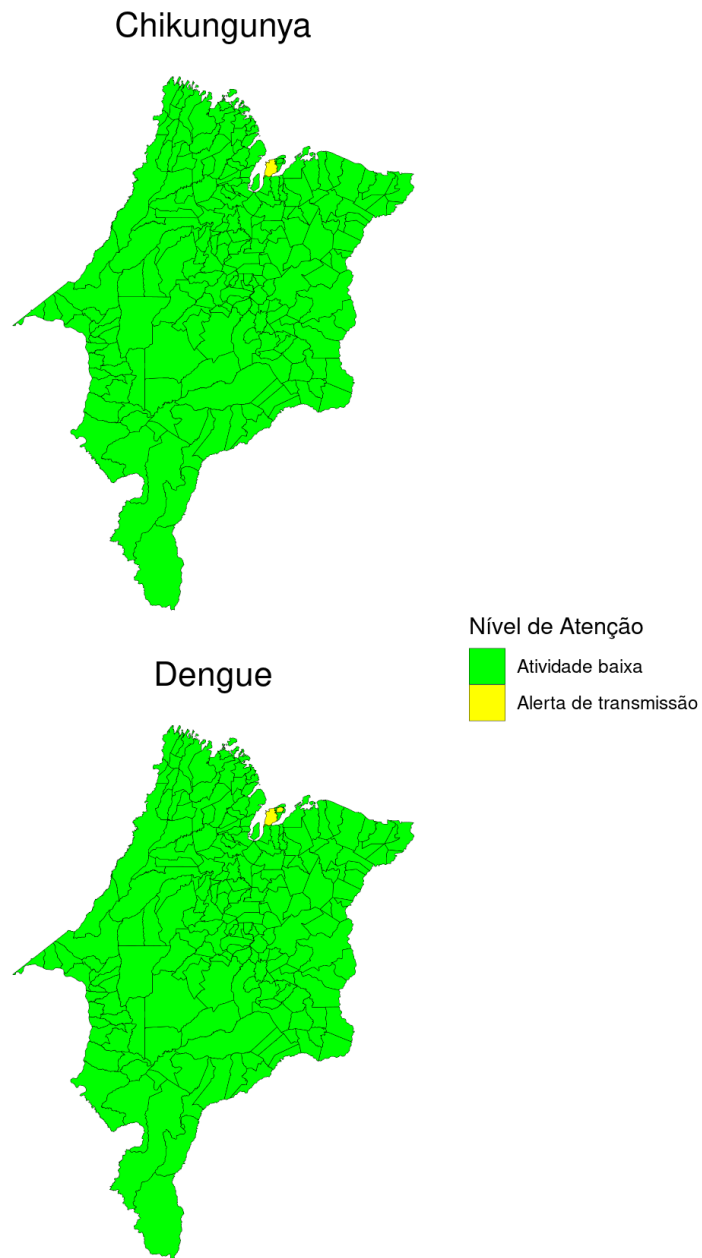 Chikungunya
Nível de Atenção
Atividade baixa
Alerta de transmissão
Dengue